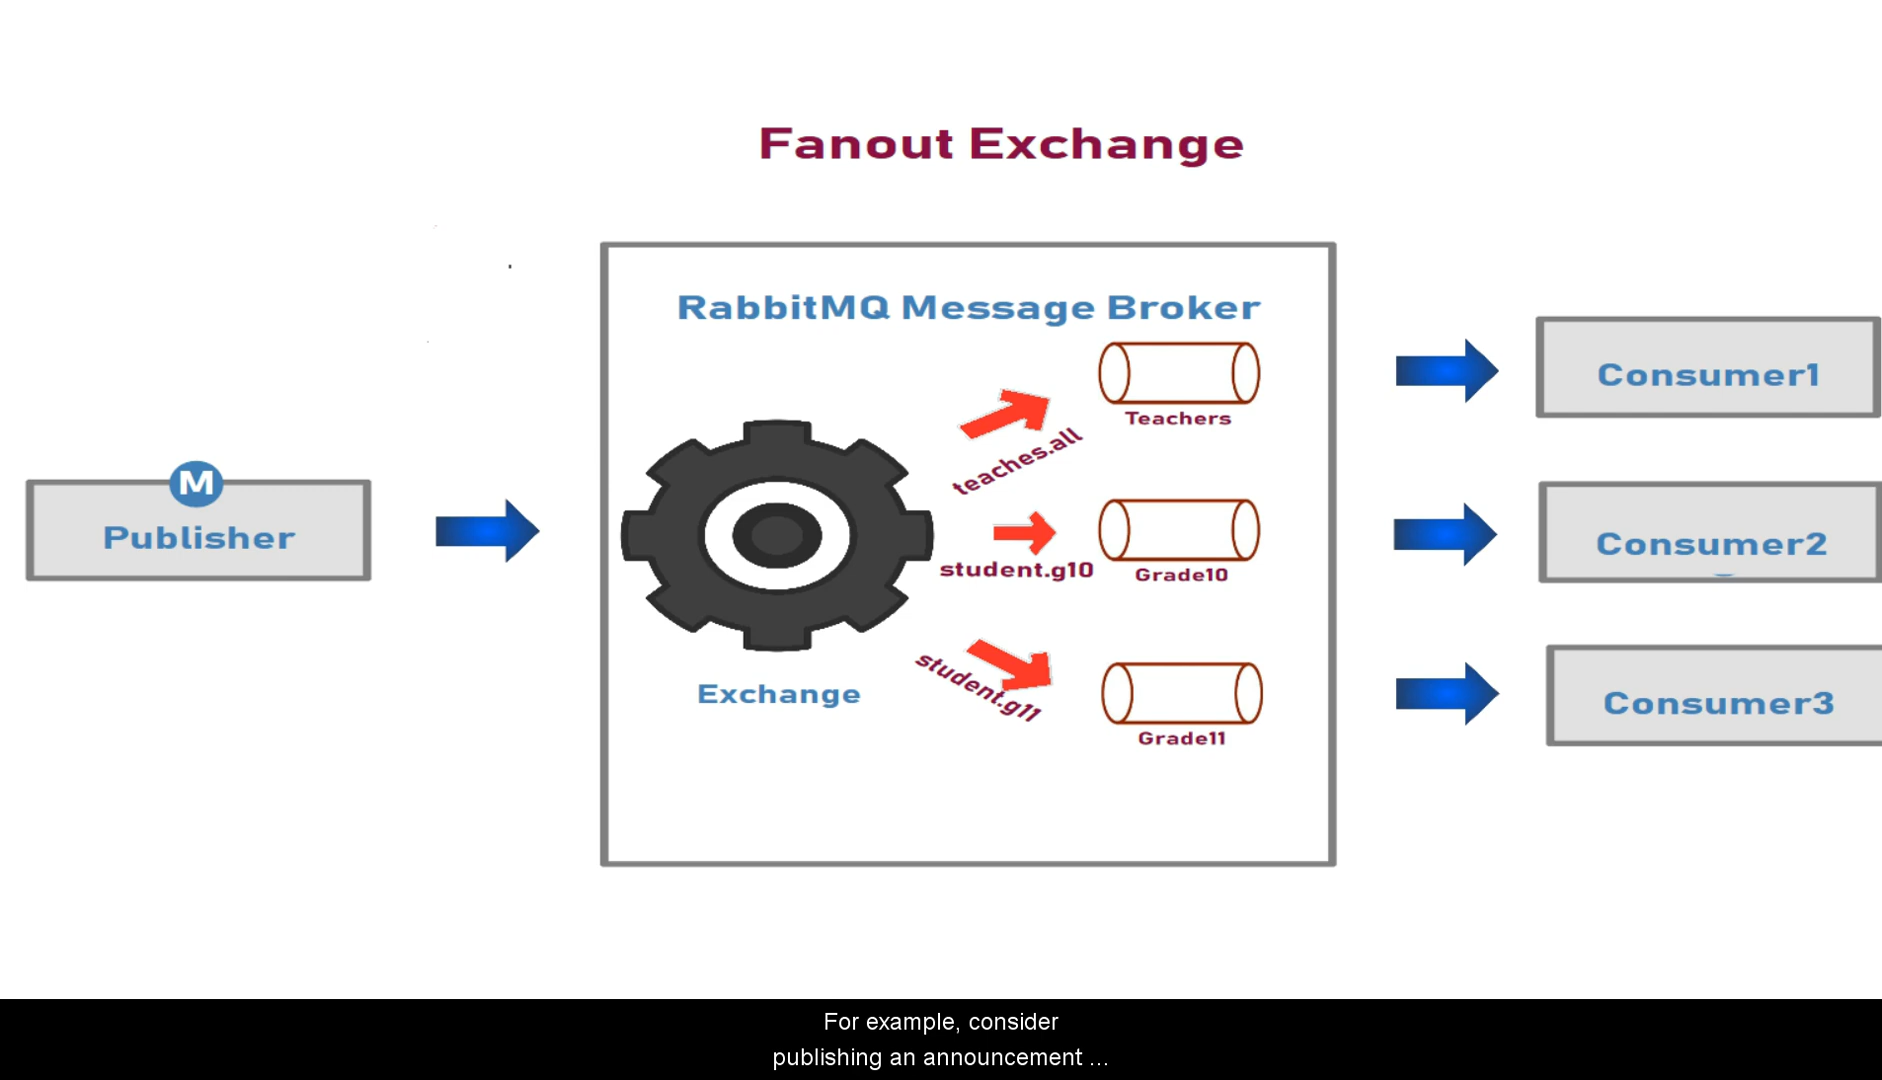 Fanout Exchange
RabbitMQ Message Broker
M
Publisher
Exchange
teaches.all
student.g10
student.g11
Teachers
Grade10
Grade11
Consumer1
Consumer2
Consumer3
For example, consider
publishing an announcement ...